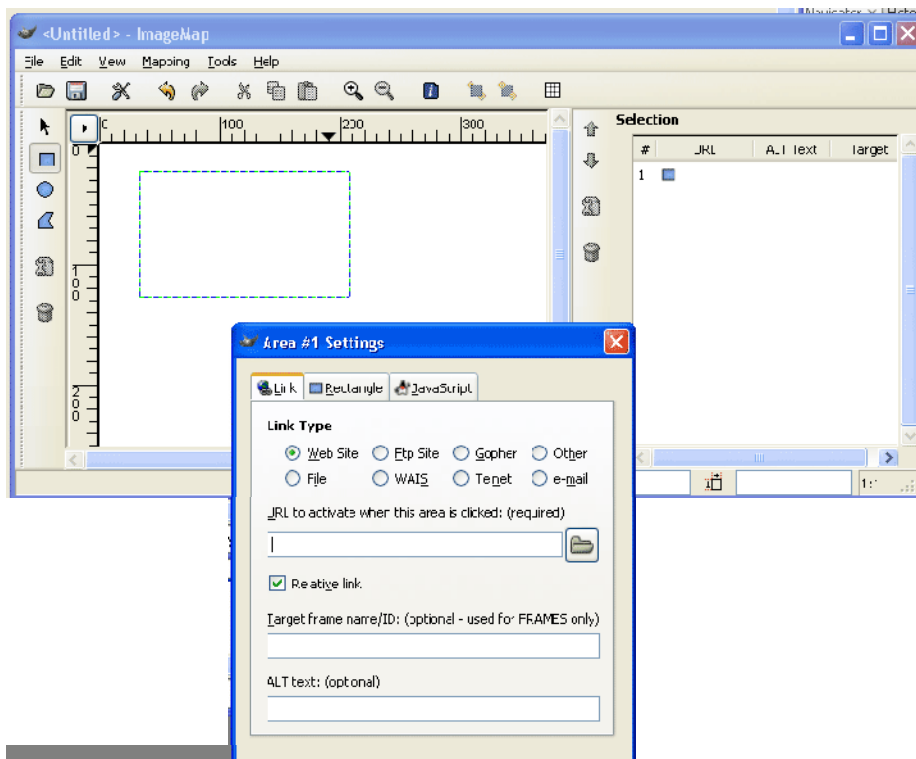 <Untitled> - ImageMap
File Edit View Mapping Tools Help
100 200 300
0
100
200
Selection
# URL ALT Text Target
1
Area #1 Settings
Link Rectangle JavaScript
Link Type
Web Site Ftp Site Gopher Other
File WAIS Telnet e-mail
URL to activate when this area is clicked: (required)
Relative link
Target frame name/ID: (optional - used for FRAMES only)
ALT text: (optional)